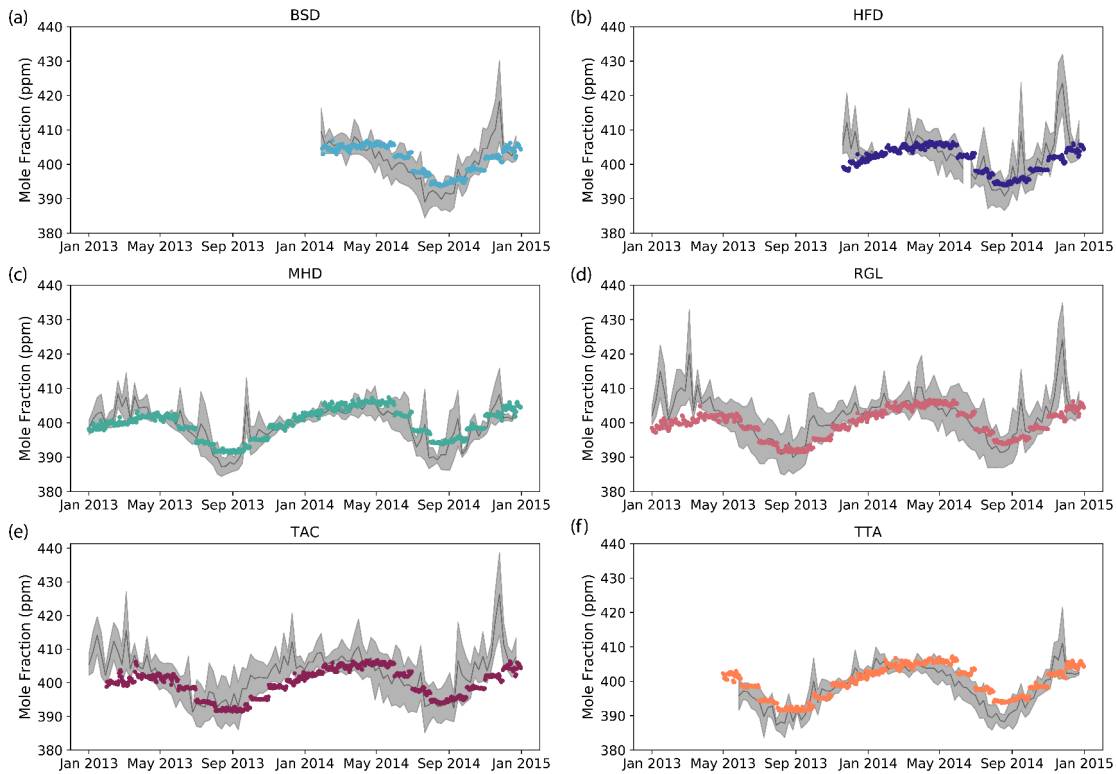 (a) BSD
Mole Fraction (ppm)
440
430
420
410
400
390
380
Jan 2013 May 2013 Sep 2013 Jan 2014 May 2014 Sep 2014 Jan 2015
(b) HFD
Mole Fraction (ppm)
440
430
420
410
400
390
380
Jan 2013 May 2013 Sep 2013 Jan 2014 May 2014 Sep 2014 Jan 2015
(c) MHD
Mole Fraction (ppm)
440
430
420
410
400
390
380
Jan 2013 May 2013 Sep 2013 Jan 2014 May 2014 Sep 2014 Jan 2015
(d) RGL
Mole Fraction (ppm)
440
430
420
410
400
390
380
Jan 2013 May 2013 Sep 2013 Jan 2014 May 2014 Sep 2014 Jan 2015
(e) TAC
Mole Fraction (ppm)
440
430
420
410
400
390
380
Jan 2013 May 2013 Sep 2013 Jan 2014 May 2014 Sep 2014 Jan 2015
(f) TTA
Mole Fraction (ppm)
440
430
420
410
400
390
380
Jan 2013 May 2013 Sep 2013 Jan 2014 May 2014 Sep 2014 Jan 2015